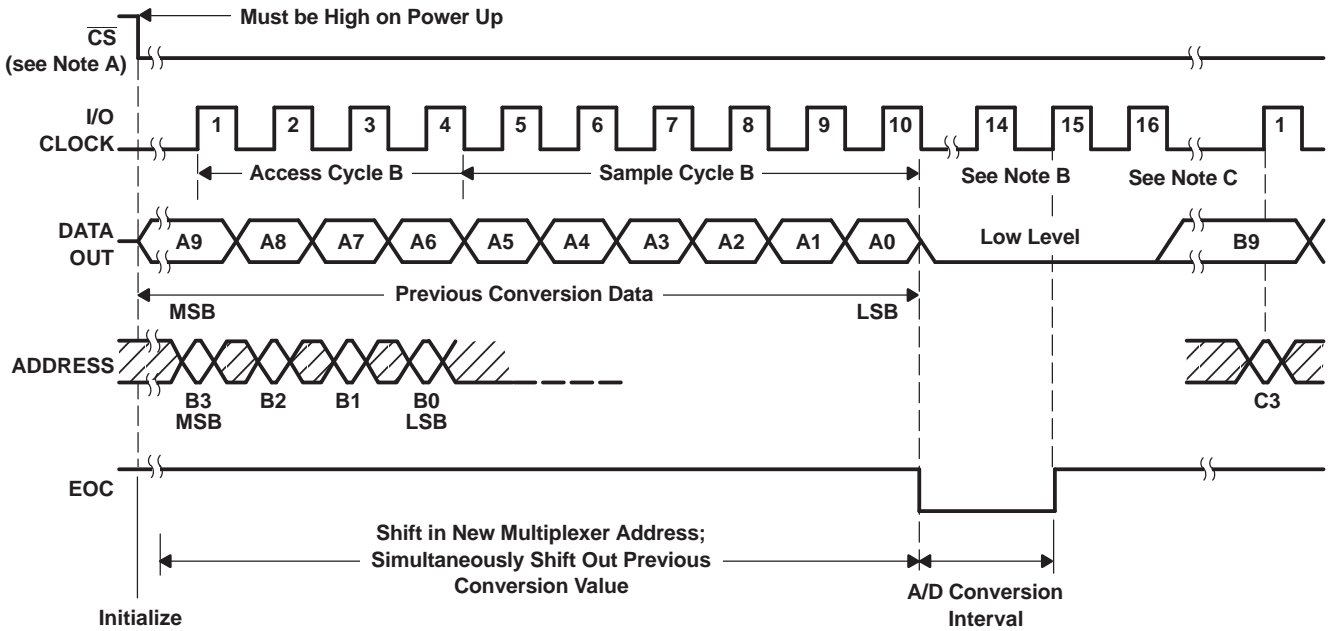 Must be High on Power Up
CS
(see Note A)
I/O
CLOCK
1 2 3 4 5 6 7 8 9 10 14 15 16 1
Access Cycle B
Sample Cycle B
See Note B
See Note C
DATA
OUT
A9 A8 A7 A6 A5 A4 A3 A2 A1 A0
Low Level
B9
Previous Conversion Data
MSB
LSB
ADDRESS
B3 B2 B1 B0
MSB LSB
C3
EOC
Shift in New Multiplexer Address;
Simultaneously Shift Out Previous
Conversion Value
A/D Conversion
Interval
Initialize